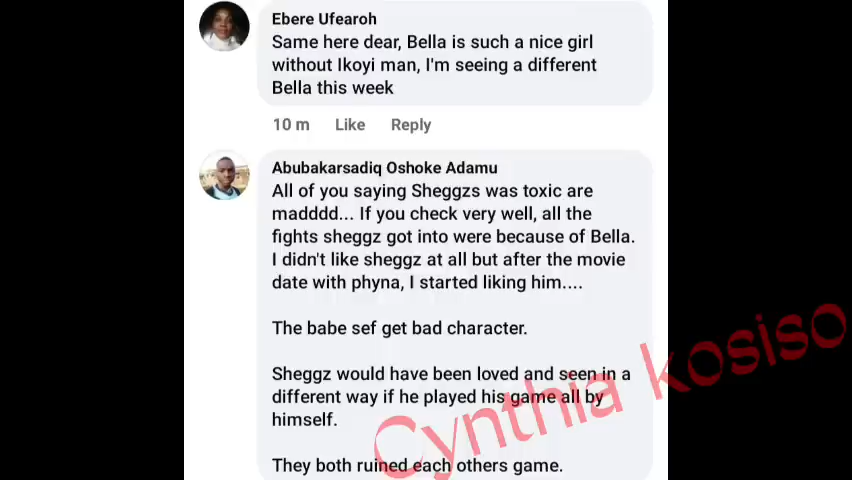 Ebere Ufearoh
Same here dear, Bella is such a nice girl
without Ikoyi man, I'm seeing a different
Bella this week
10 m Like Reply
Abubakarsadiq Oshoke Adamu
All of you saying Sheggzs was toxic are
madddd... If you check very well, all the
fights sheggz got into were because of Bella.
I didn't like sheggz at all but after the movie
date with phyna, I started liking him....
The babe sef get bad character.
Sheggz would have been loved and seen in a
different way if he played his game all by
himself.
They both ruined each others game.
Cynthia kosiso